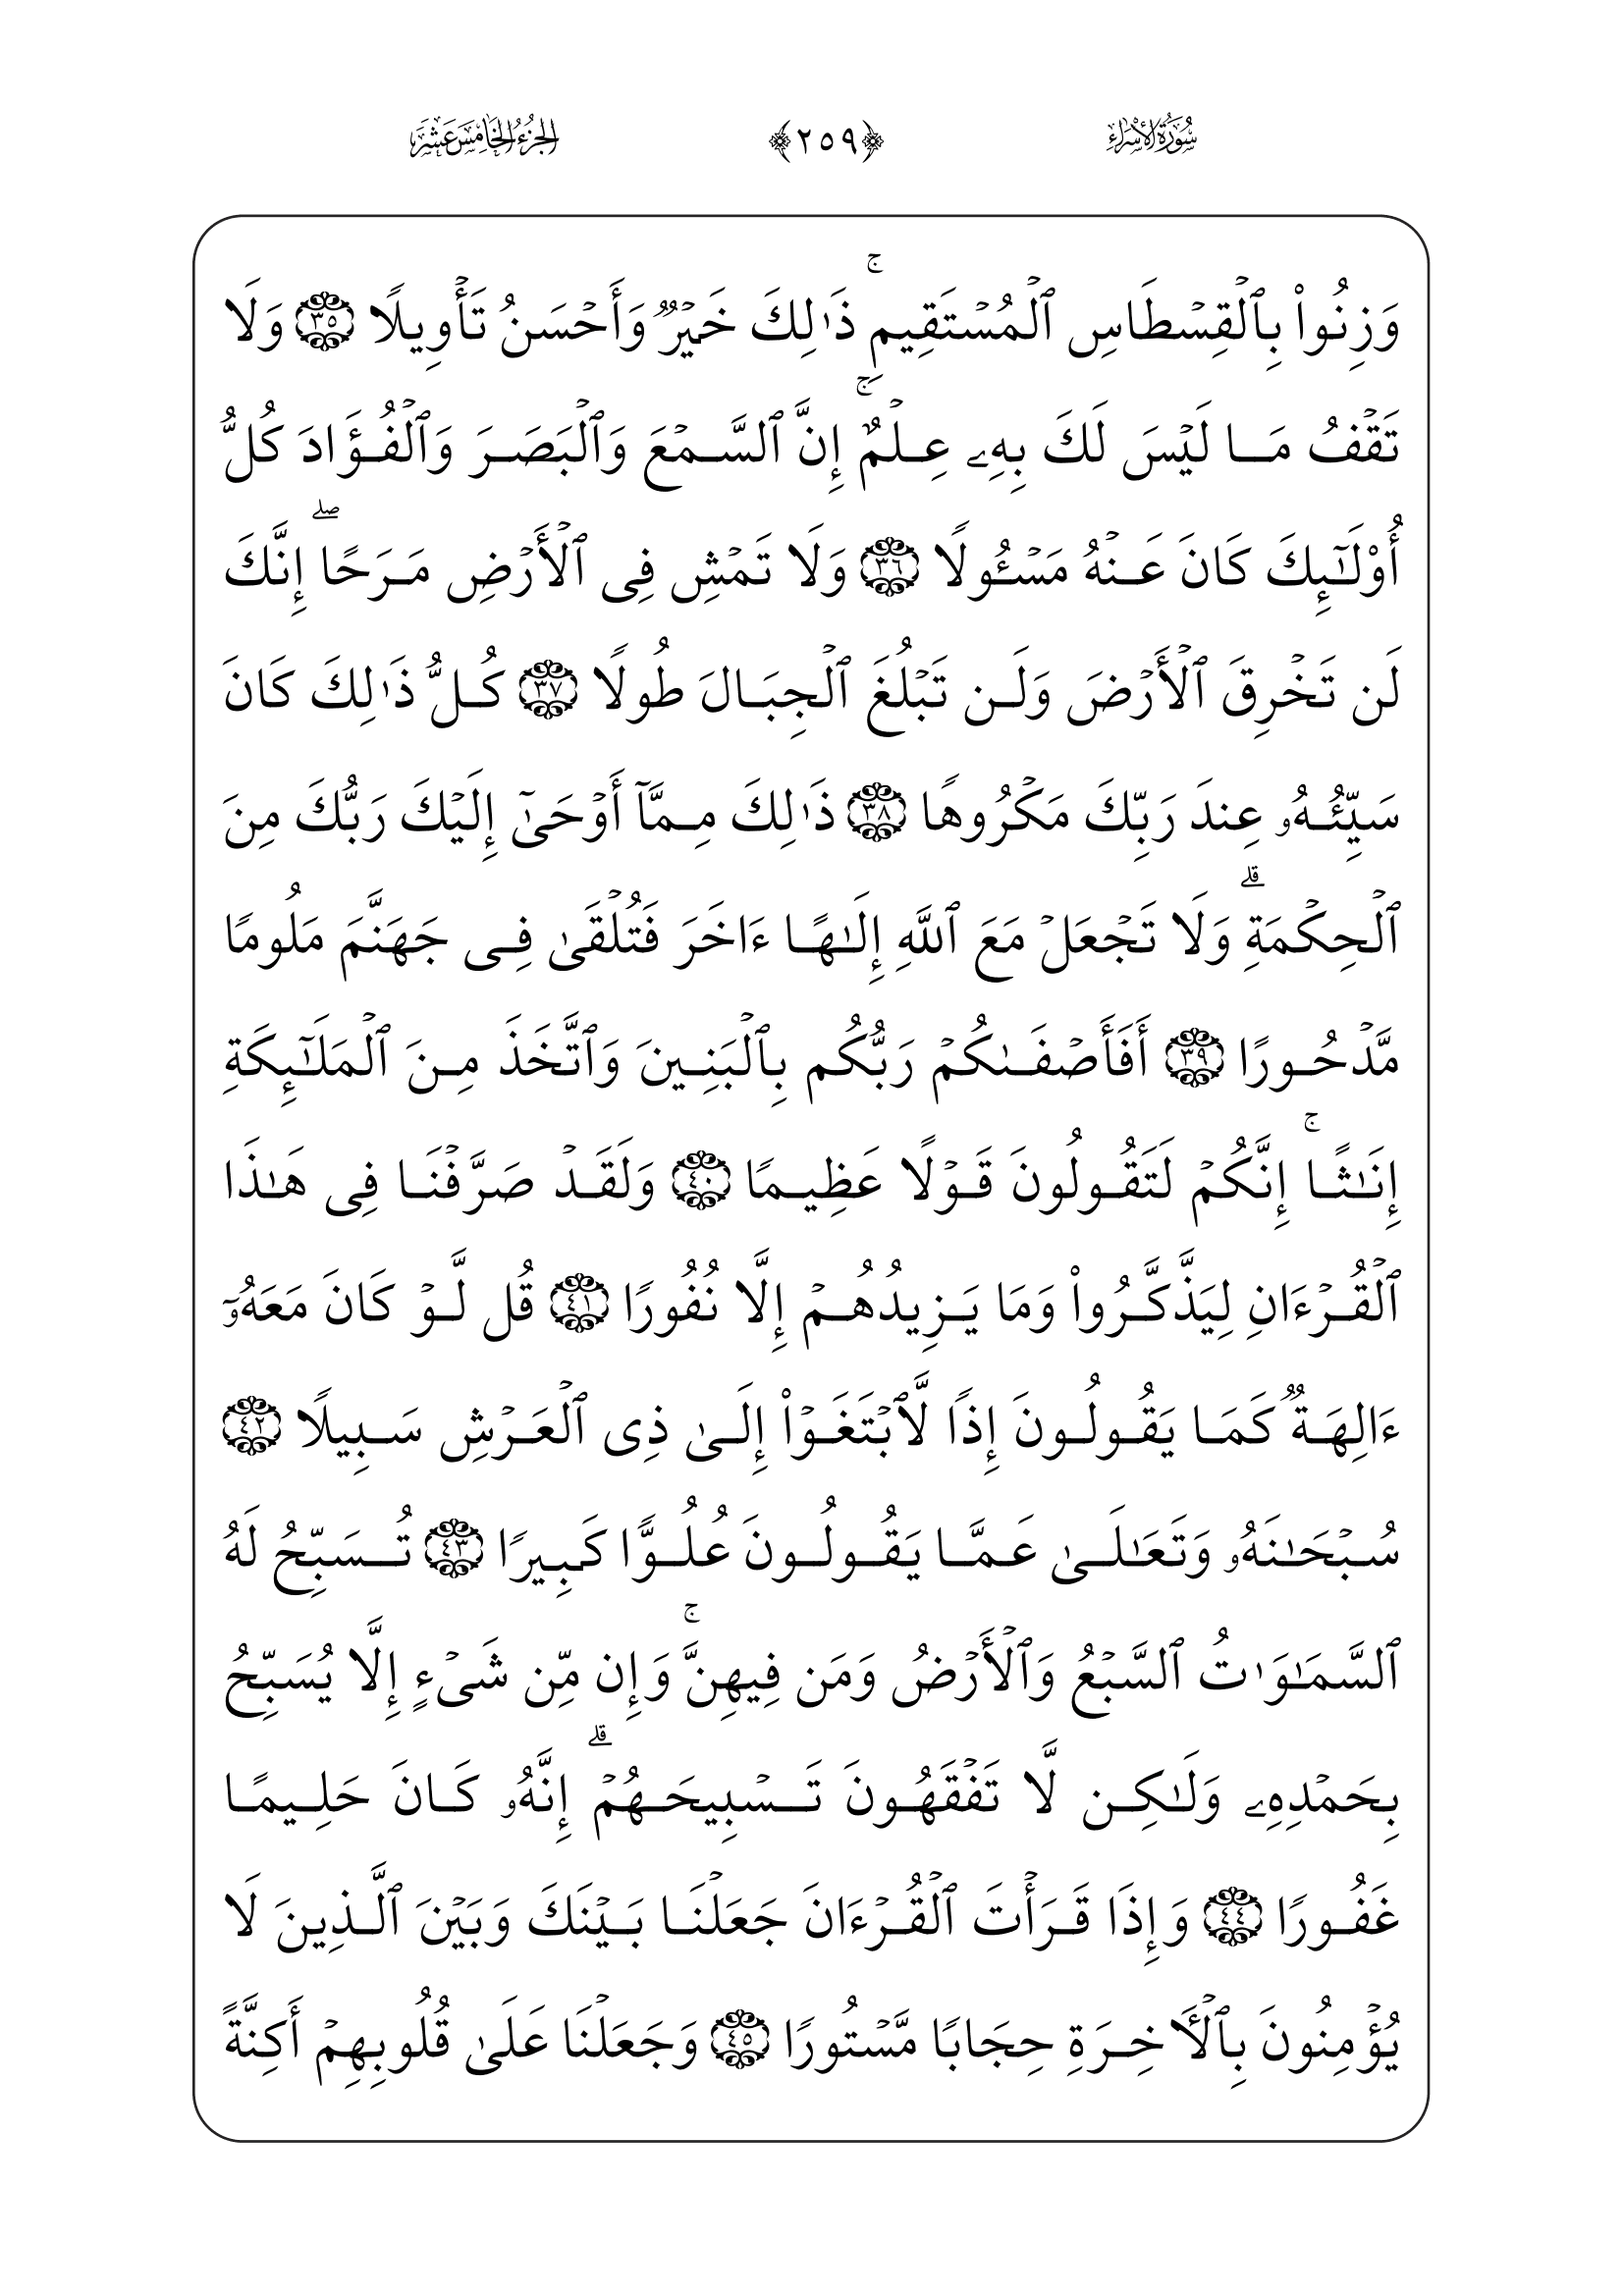 سُورَةُ الإِسْرَاءِ ﴿٢٥٩﴾ الجُزْءُ الخَامِسَ عَشَرَ
وَزِنُوا۟ بِٱلْقِسْطَاسِ ٱلْمُسْتَقِيمِ ۚ ذَٰلِكَ خَيْرٌ وَأَحْسَنُ تَأْوِيلًا ٣٥ وَلَا
تَقْفُ مَا لَيْسَ لَكَ بِهِۦ عِلْمٌ ۚ إِنَّ ٱلسَّمْعَ وَٱلْبَصَرَ وَٱلْفُؤَادَ كُلُّ
أُو۟لَـٰٓئِكَ كَانَ عَنْهُ مَسْـُٔولًا ٣٦ وَلَا تَمْشِ فِى ٱلْأَرْضِ مَرَحًا ۖ إِنَّكَ
لَن تَخْرِقَ ٱلْأَرْضَ وَلَن تَبْلُغَ ٱلْجِبَالَ طُولًا ٣٧ كُلُّ ذَٰلِكَ كَانَ
سَيِّئُهُۥ عِندَ رَبِّكَ مَكْرُوهًا ٣٨ ذَٰلِكَ مِمَّآ أَوْحَىٰٓ إِلَيْكَ رَبُّكَ مِنَ
ٱلْحِكْمَةِ ۗ وَلَا تَجْعَلْ مَعَ ٱللَّهِ إِلَـٰهًا ءَاخَرَ فَتُلْقَىٰ فِى جَهَنَّمَ مَلُومًا
مَّدْحُورًا ٣٩ أَفَأَصْفَىٰكُمْ رَبُّكُم بِٱلْبَنِينَ وَٱتَّخَذَ مِنَ ٱلْمَلَـٰٓئِكَةِ
إِنَـٰثًا ۚ إِنَّكُمْ لَتَقُولُونَ قَوْلًا عَظِيمًا ٤٠ وَلَقَدْ صَرَّفْنَا فِى هَـٰذَا
ٱلْقُرْءَانِ لِيَذَّكَّرُوا۟ وَمَا يَزِيدُهُمْ إِلَّا نُفُورًا ٤١ قُل لَّوْ كَانَ مَعَهُۥٓ
ءَالِهَةٌ كَمَا يَقُولُونَ إِذًا لَّٱبْتَغَوْا۟ إِلَىٰ ذِى ٱلْعَرْشِ سَبِيلًا ٤٢
سُبْحَـٰنَهُۥ وَتَعَـٰلَىٰ عَمَّا يَقُولُونَ عُلُوًّا كَبِيرًا ٤٣ تُسَبِّحُ لَهُ
ٱلسَّمَـٰوَٰتُ ٱلسَّبْعُ وَٱلْأَرْضُ وَمَن فِيهِنَّ ۚ وَإِن مِّن شَىْءٍ إِلَّا يُسَبِّحُ
بِحَمْدِهِۦ وَلَـٰكِن لَّا تَفْقَهُونَ تَسْبِيحَهُمْ ۗ إِنَّهُۥ كَانَ حَلِيمًا
غَفُورًا ٤٤ وَإِذَا قَرَأْتَ ٱلْقُرْءَانَ جَعَلْنَا بَيْنَكَ وَبَيْنَ ٱلَّذِينَ لَا
يُؤْمِنُونَ بِٱلْـَٔاخِرَةِ حِجَابًا مَّسْتُورًا ٤٥ وَجَعَلْنَا عَلَىٰ قُلُوبِهِمْ أَكِنَّةً